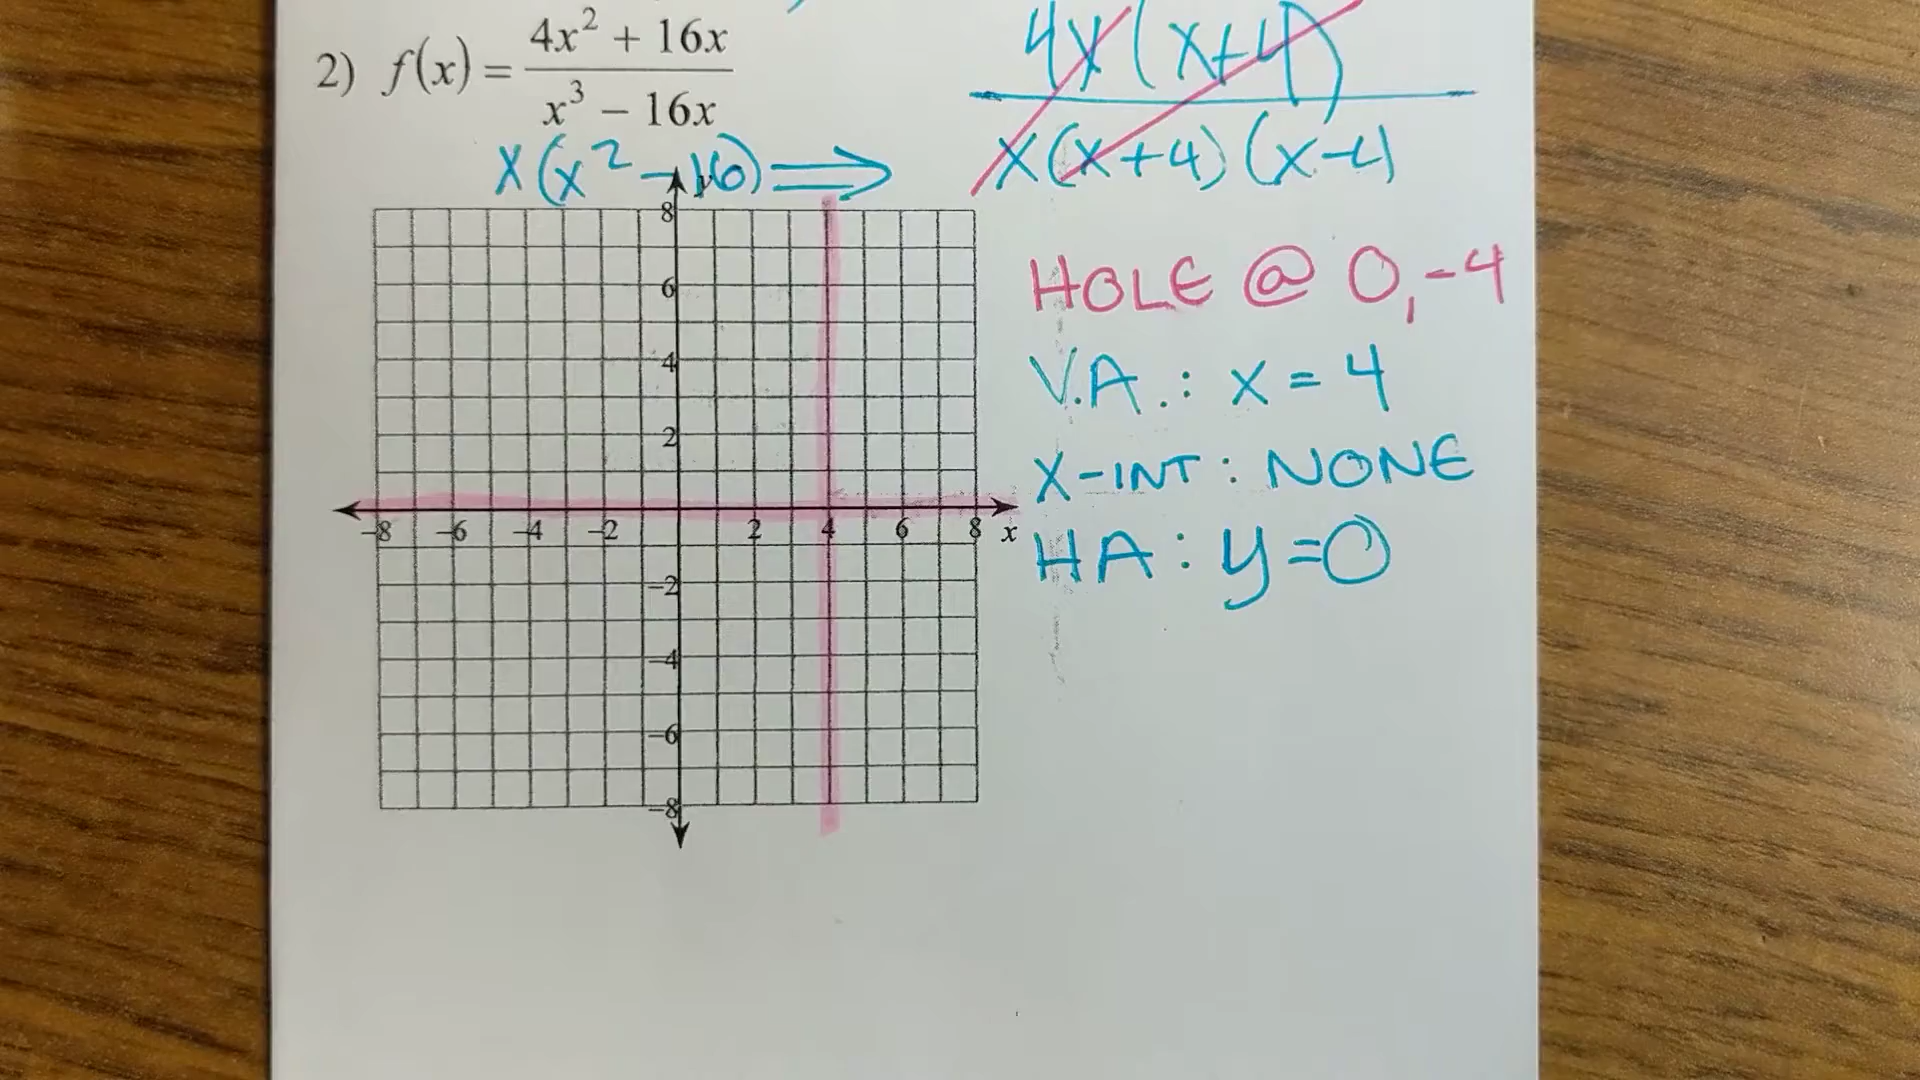 2) f(x) = (4x² + 16x)/(x³ − 16x)
4x(x+4)
x(x²−16) ⟹ x(x+4)(x-4)
HOLE @ 0,-4
V.A.: x = 4
X-INT: NONE
HA: y=0
y
8
6
4
2
-8 -6 -4 -2 2 4 6 8 x
-2
-4
-6
-8